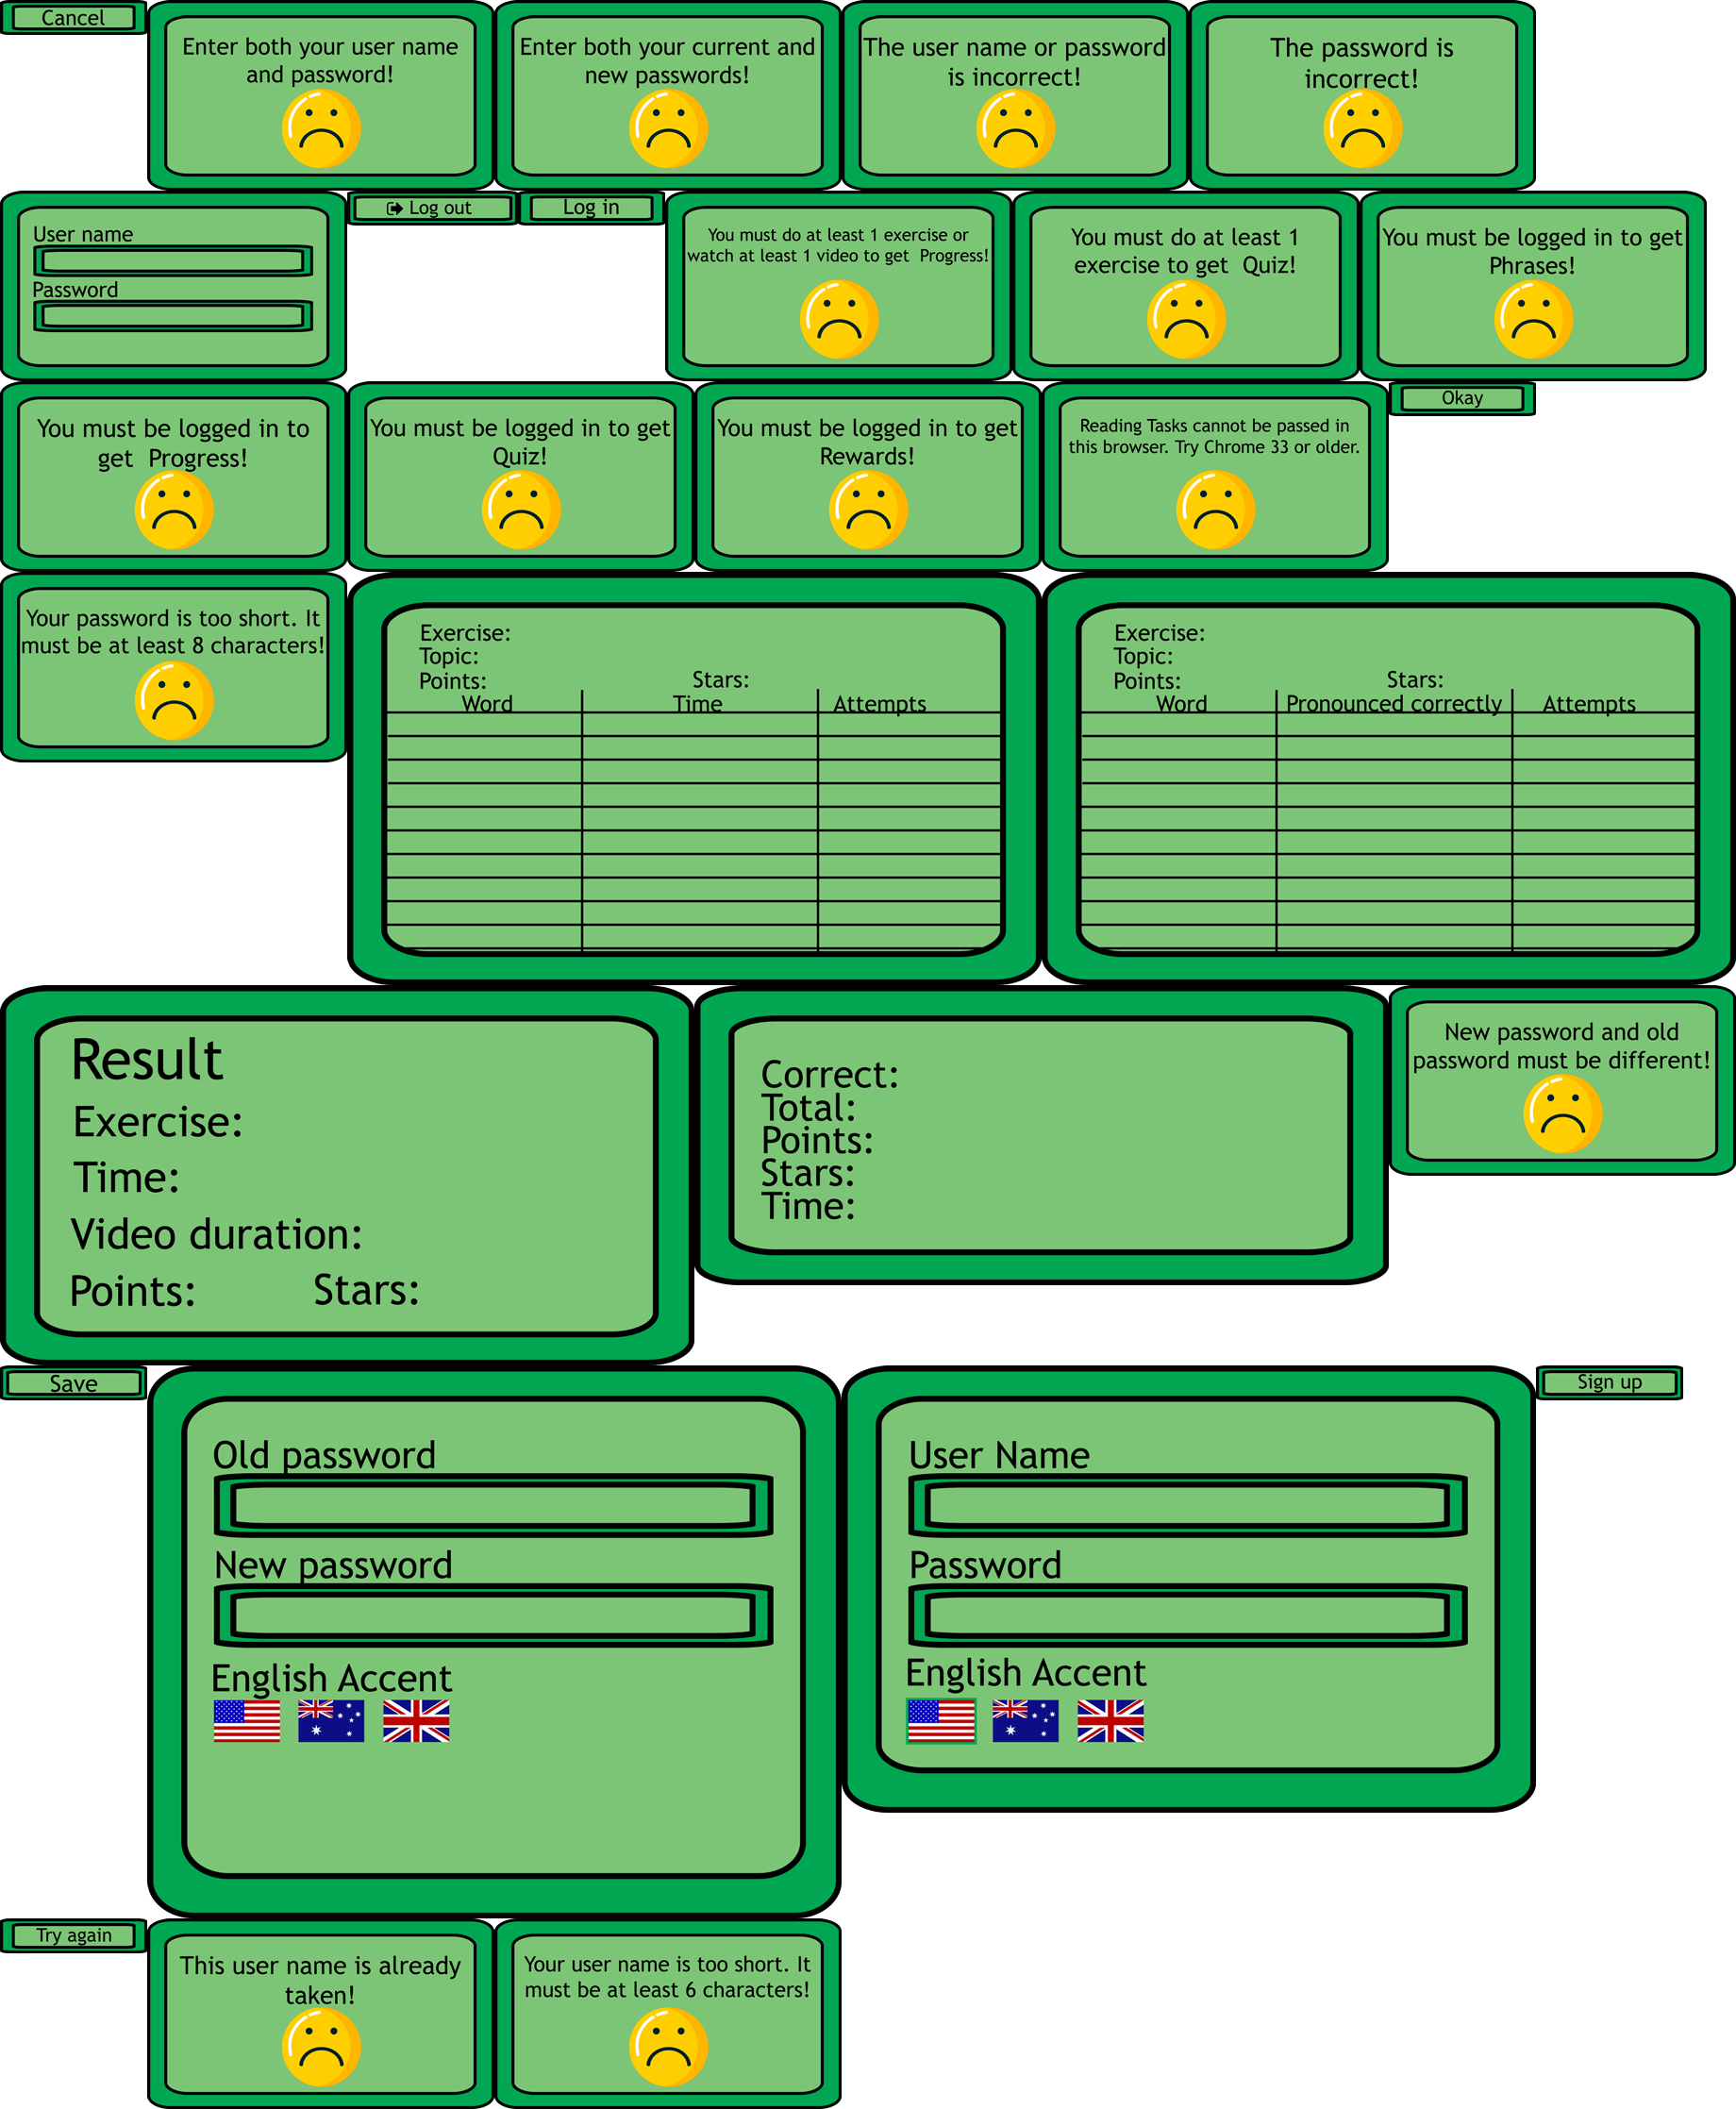 Cancel
Enter both your user name
and password!
Enter both your current and
new passwords!
The user name or password
is incorrect!
The password is
incorrect!
User name
Password
Log out
Log in
You must do at least 1 exercise or
watch at least 1 video to get  Progress!
You must do at least 1
exercise to get  Quiz!
You must be logged in to get
Phrases!
You must be logged in to
get  Progress!
You must be logged in to get
Quiz!
You must be logged in to get
Rewards!
Reading Tasks cannot be passed in
this browser. Try Chrome 33 or older.
Okay
Your password is too short. It
must be at least 8 characters!
Exercise:
Topic:
Points: Stars:
Word Time Attempts
Exercise:
Topic:
Points: Stars:
Word Pronounced correctly Attempts
Result
Exercise:
Time:
Video duration:
Points: Stars:
Correct:
Total:
Points:
Stars:
Time:
New password and old
password must be different!
Save
Old password
New password
English Accent
User Name
Password
English Accent
Sign up
Try again
This user name is already
taken!
Your user name is too short. It
must be at least 6 characters!